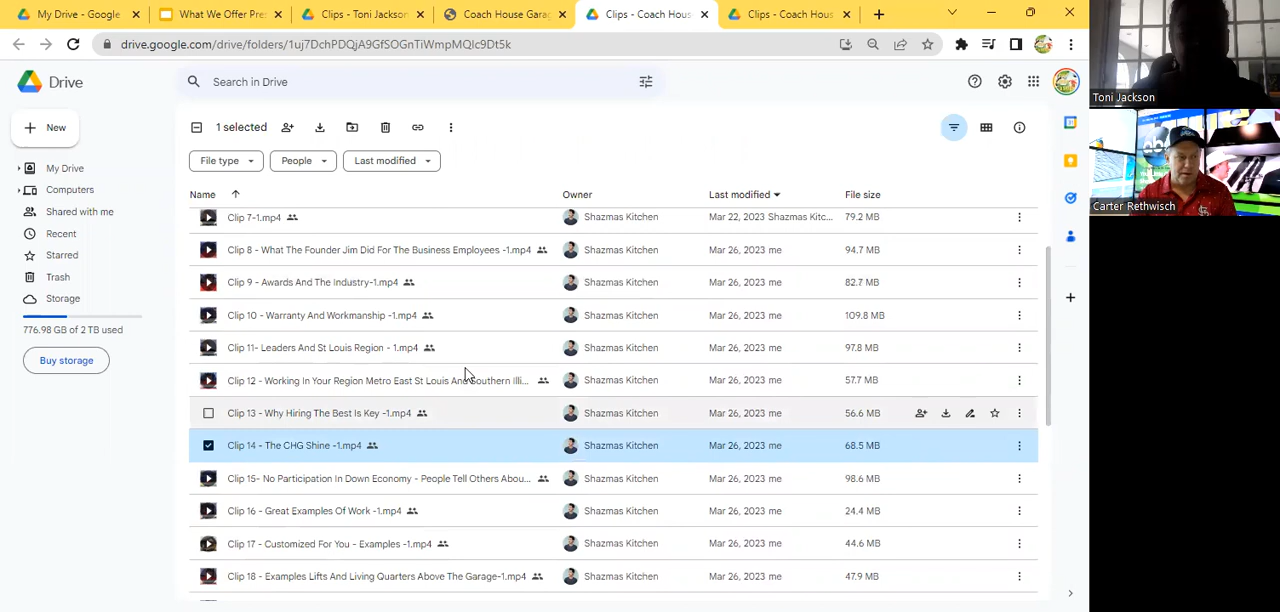 My Drive - Google
What We Offer Pres
Clips - Toni Jackson
Coach House Garag
Clips - Coach Hous
Clips - Coach Hous
drive.google.com/drive/folders/1uj7DchPCQjA9GfSOGnTiWmpMQlc9Dt5k
Drive
Search in Drive
New
1 selected
My Drive
Computers
Shared with me
Recent
Starred
Trash
Storage
776.98 GB of 2 TB used
Buy storage
File type
People
Last modified
Name
Owner
Last modified
File size
Clip 7-1.mp4 Shazmas Kitchen Mar 22, 2023 Shazmas Kitc... 79.2 MB
Clip 8 - What The Founder Jim Did For The Business Employees -1.mp4 Shazmas Kitchen Mar 26, 2023 me 94.7 MB
Clip 9 - Awards And The Industry-1.mp4 Shazmas Kitchen Mar 26, 2023 me 82.7 MB
Clip 10 - Warranty And Workmanship -1.mp4 Shazmas Kitchen Mar 26, 2023 me 109.8 MB
Clip 11- Leaders And St Louis Region - 1.mp4 Shazmas Kitchen Mar 26, 2023 me 97.8 MB
Clip 12 - Working In Your Region Metro East St Louis And Southern Illi... Shazmas Kitchen Mar 26, 2023 me 57.7 MB
Clip 13 - Why Hiring The Best Is Key -1.mp4 Shazmas Kitchen Mar 26, 2023 me 56.6 MB
Clip 14 - The CHG Shine -1.mp4 Shazmas Kitchen Mar 26, 2023 me 68.5 MB
Clip 15- No Participation In Down Economy - People Tell Others Abou... Shazmas Kitchen Mar 26, 2023 me 98.6 MB
Clip 16 - Great Examples Of Work -1.mp4 Shazmas Kitchen Mar 26, 2023 me 24.4 MB
Clip 17 - Customized For You - Examples -1.mp4 Shazmas Kitchen Mar 26, 2023 me 44.6 MB
Clip 18 - Examples Lifts And Living Quarters Above The Garage-1.mp4 Shazmas Kitchen Mar 26, 2023 me 47.9 MB
Toni Jackson
abc
Carter Rethwisch